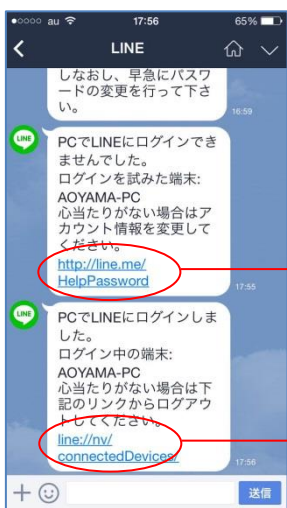 au 17:56 65%
LINE
しなおし、早急にパスワ
ードの変更を行って下さ
い。
16:59
LINE
PCでLINEにログインでき
ませんでした。
ログインを試みた端末:
AOYAMA-PC
心当たりがない場合はア
カウント情報を変更して
ください。
http://line.me/
HelpPassword
17:55
LINE
PCでLINEにログインしま
した。
ログイン中の端末:
AOYAMA-PC
心当たりがない場合は下
記のリンクからログアウ
トしてください。
line://nv/
connectedDevices/
17:56
送信